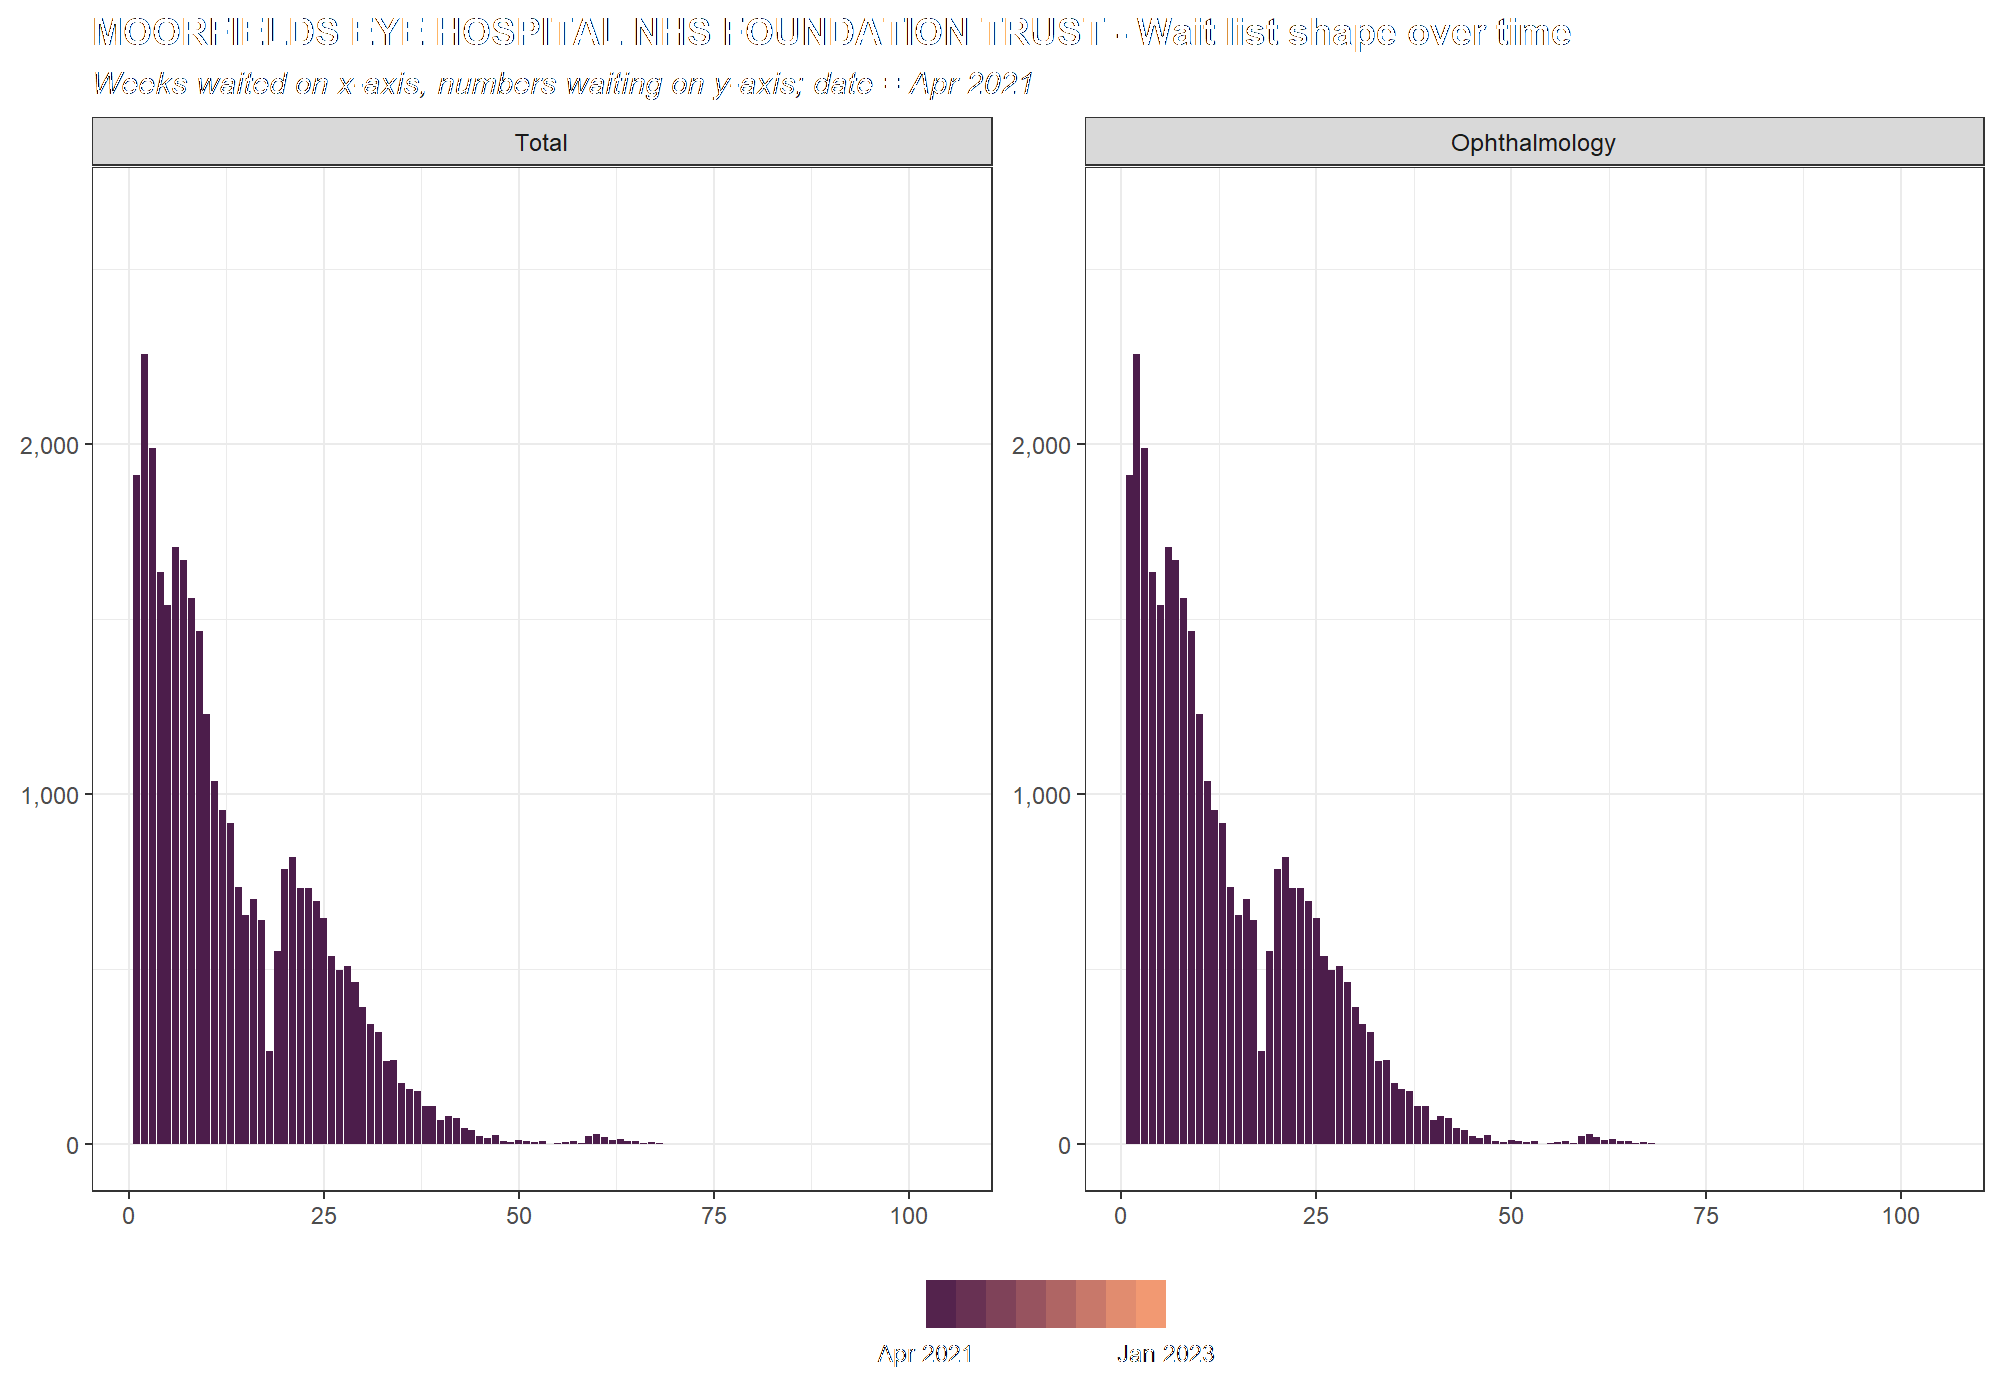 MOORFIELDS EYE HOSPITAL NHS FOUNDATION TRUST - Wait list shape over time
Weeks waited on x-axis, numbers waiting on y-axis; date = Apr 2021
Total
Ophthalmology
2,000
1,000
0
0 25 50 75 100
2,000
1,000
0
0 25 50 75 100
Apr 2021 Jan 2023